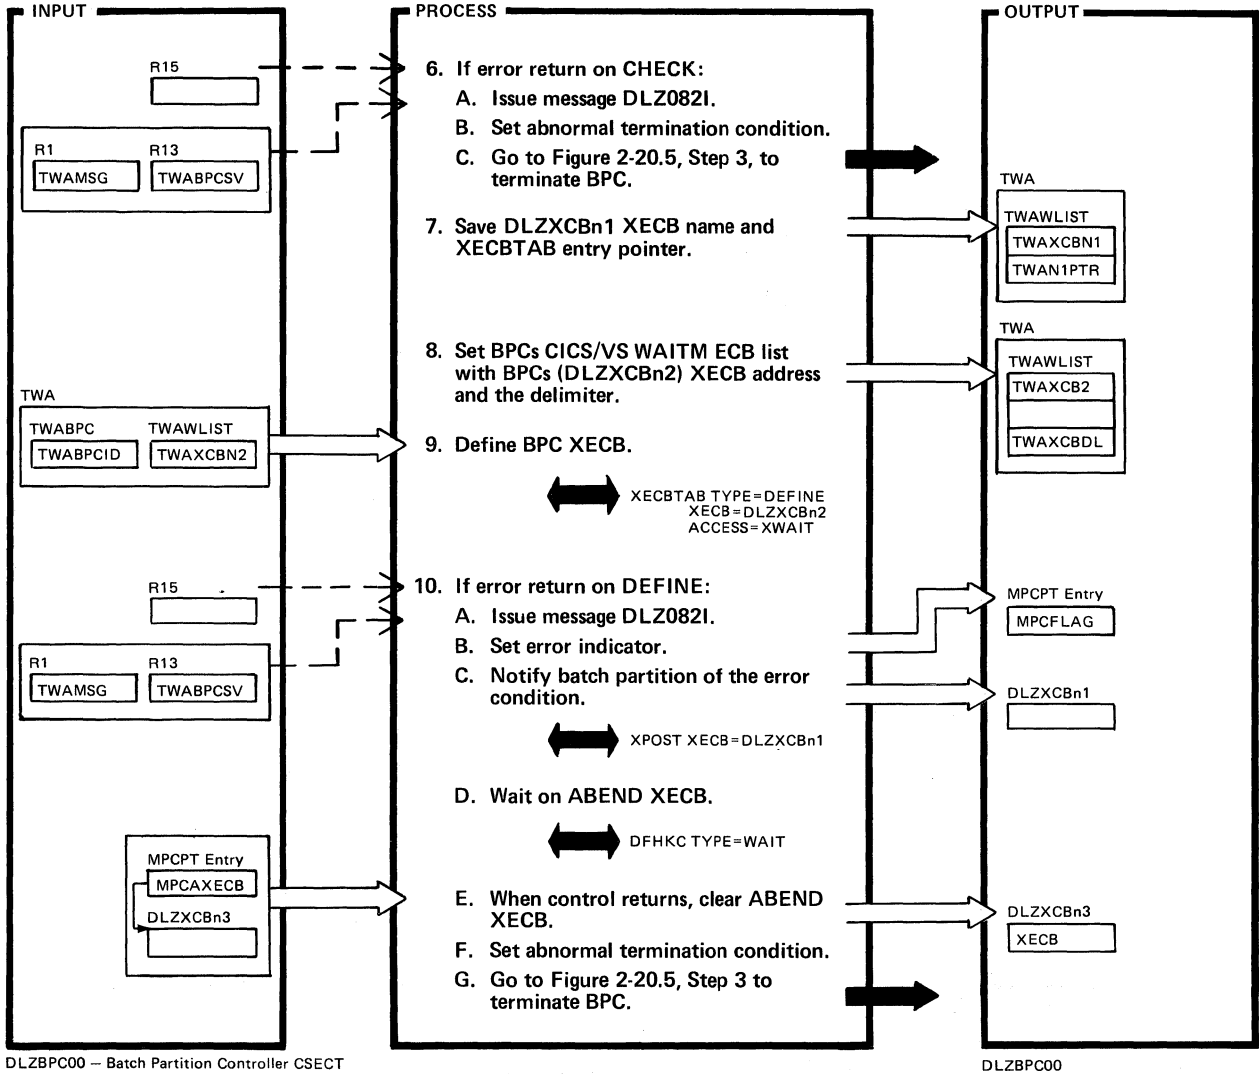 INPUT
R15
R1 R13
TWAMSG TWABPCSV
TWA
TWABPC TWAWLIST
TWABPCID TWAXCBN2
R15
R1 R13
TWAMSG TWABPCSV
MPCPT Entry
MPCAXECB
DLZXCBn3
PROCESS
6. If error return on CHECK:
A. Issue message DLZ082I.
B. Set abnormal termination condition.
C. Go to Figure 2-20.5, Step 3, to
terminate BPC.
7. Save DLZXCBn1 XECB name and
XECBTAB entry pointer.
8. Set BPCs CICS/VS WAITM ECB list
with BPCs (DLZXCBn2) XECB address
and the delimiter.
9. Define BPC XECB.
XECBTAB TYPE=DEFINE
XECB=DLZXCBn2
ACCESS=XWAIT
10. If error return on DEFINE:
A. Issue message DLZ082I.
B. Set error indicator.
C. Notify batch partition of the error
condition.
XPOST XECB=DLZXCBn1
D. Wait on ABEND XECB.
DFHKC TYPE=WAIT
E. When control returns, clear ABEND
XECB.
F. Set abnormal termination condition.
G. Go to Figure 2-20.5, Step 3 to
terminate BPC.
OUTPUT
TWA
TWAWLIST
TWAXCBN1
TWAN1PTR
TWA
TWAWLIST
TWAXCB2
TWAXCBDL
MPCPT Entry
MPCFLAG
DLZXCBn1
DLZXCBn3
XECB
DLZBPC00 — Batch Partition Controller CSECT
DLZBPC00